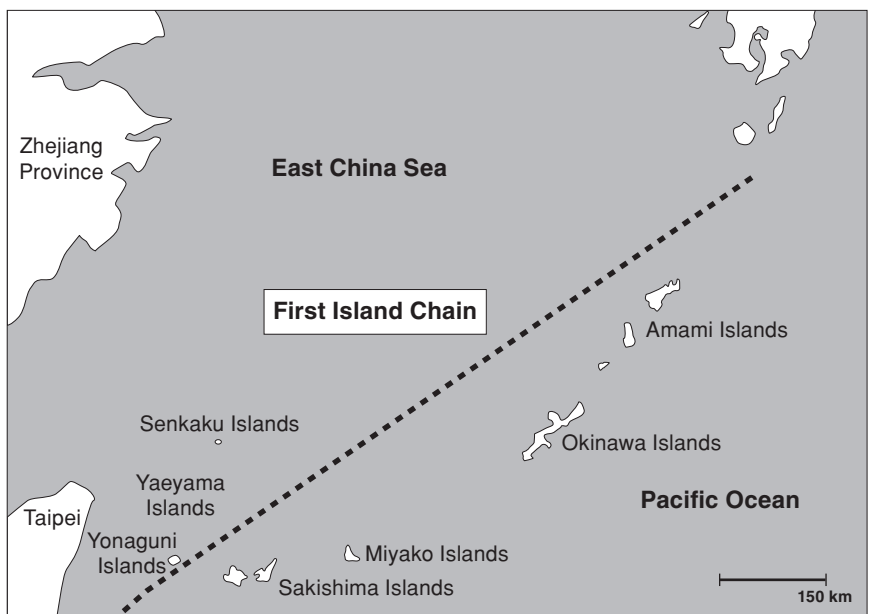 Zhejiang
Province
East China Sea
First Island Chain
Amami Islands
Senkaku Islands
Okinawa Islands
Yaeyama
Islands
Pacific Ocean
Taipei
Yonaguni
Islands
Miyako Islands
Sakishima Islands
150 km